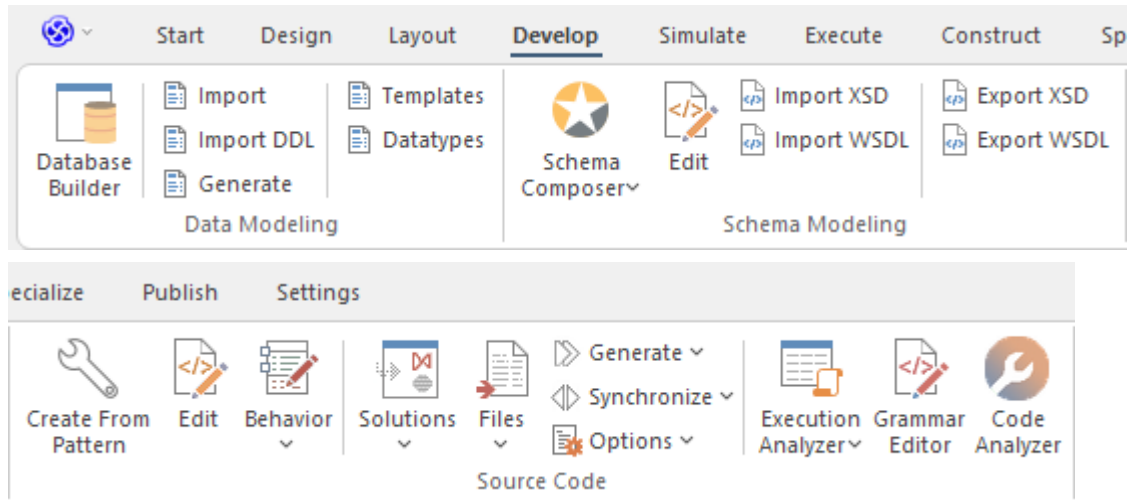 Start Design Layout Develop Simulate Execute Construct Sp
Import Templates Import XSD Export XSD
Import DDL Datatypes Import WSDL Export WSDL
Generate
Database
Builder
Schema
Composer
Edit
Data Modeling Schema Modeling
ecialize Publish Settings
Create From
Pattern
Edit
Behavior
Solutions
Files
Generate
Synchronize
Options
Execution
Analyzer
Grammar
Editor
Code
Analyzer
Source Code